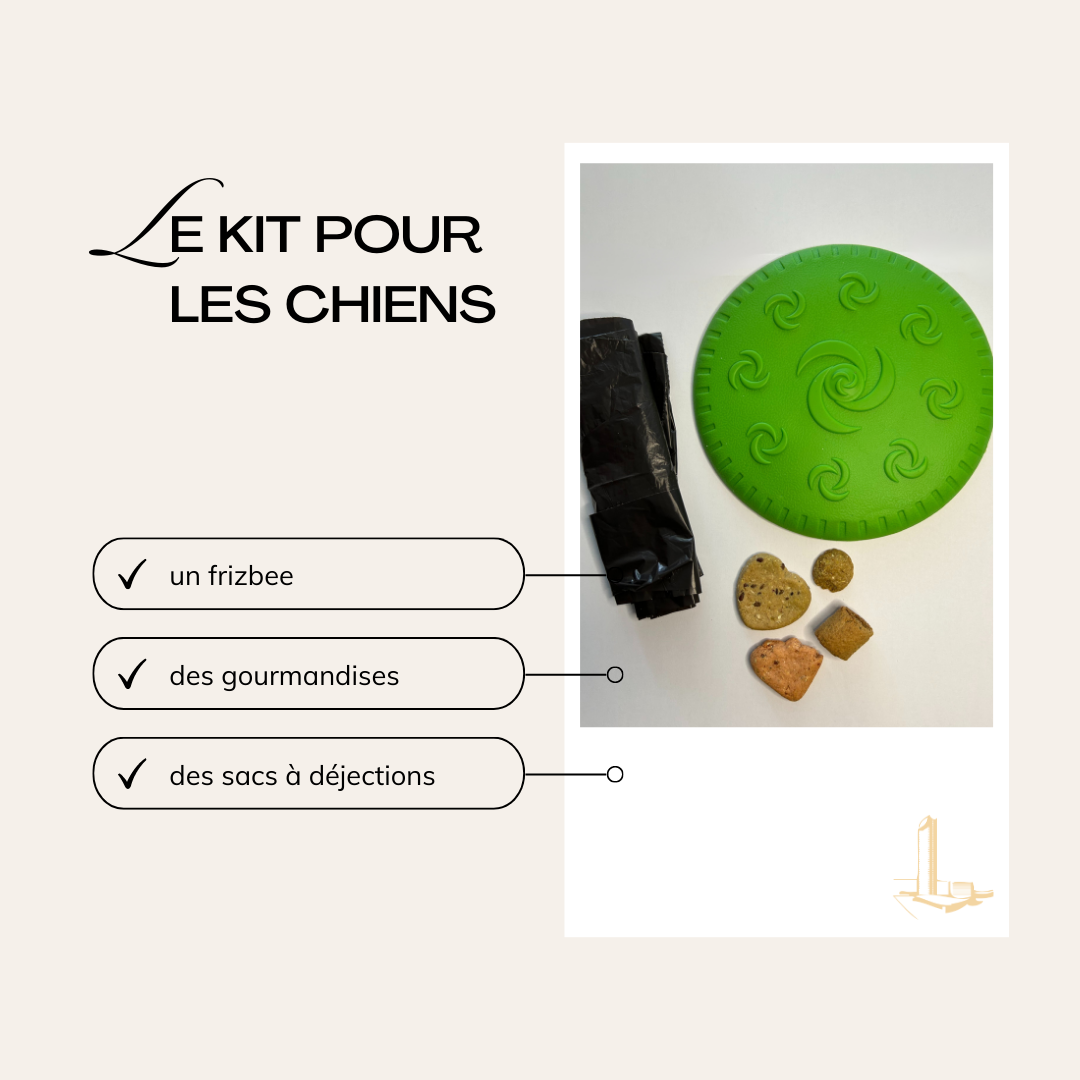 LE KIT POUR
LES CHIENS
un frizbee
des gourmandises
des sacs à déjections